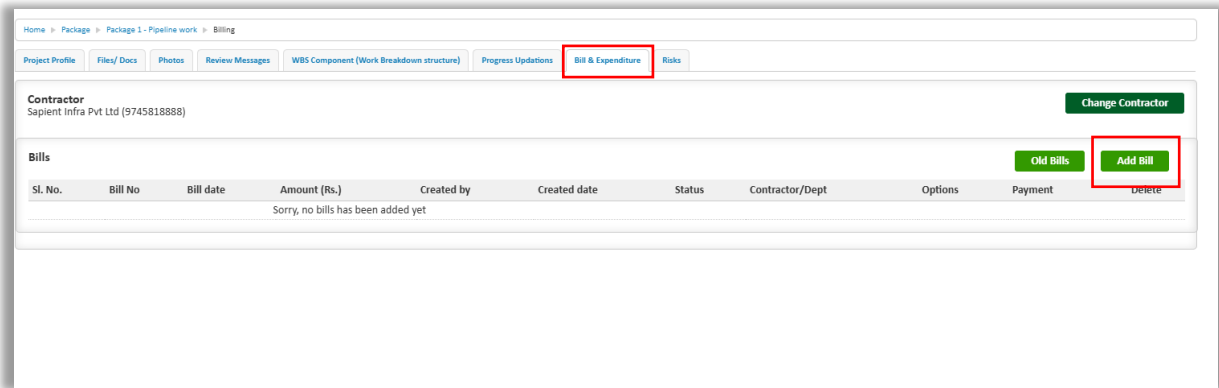 Home Package Package 1 - Pipeline work Billing
Project Profile Files/ Docs Photos Review Messages WBS Component (Work Breakdown structure) Progress Updations Bill & Expenditure Risks
Contractor
Sapient Infra Pvt Ltd (9745818888)
Change Contractor
Bills
Old Bills Add Bill
Sl. No. Bill No Bill date Amount (Rs.) Created by Created date Status Contractor/Dept Options Payment Delete
Sorry, no bills has been added yet